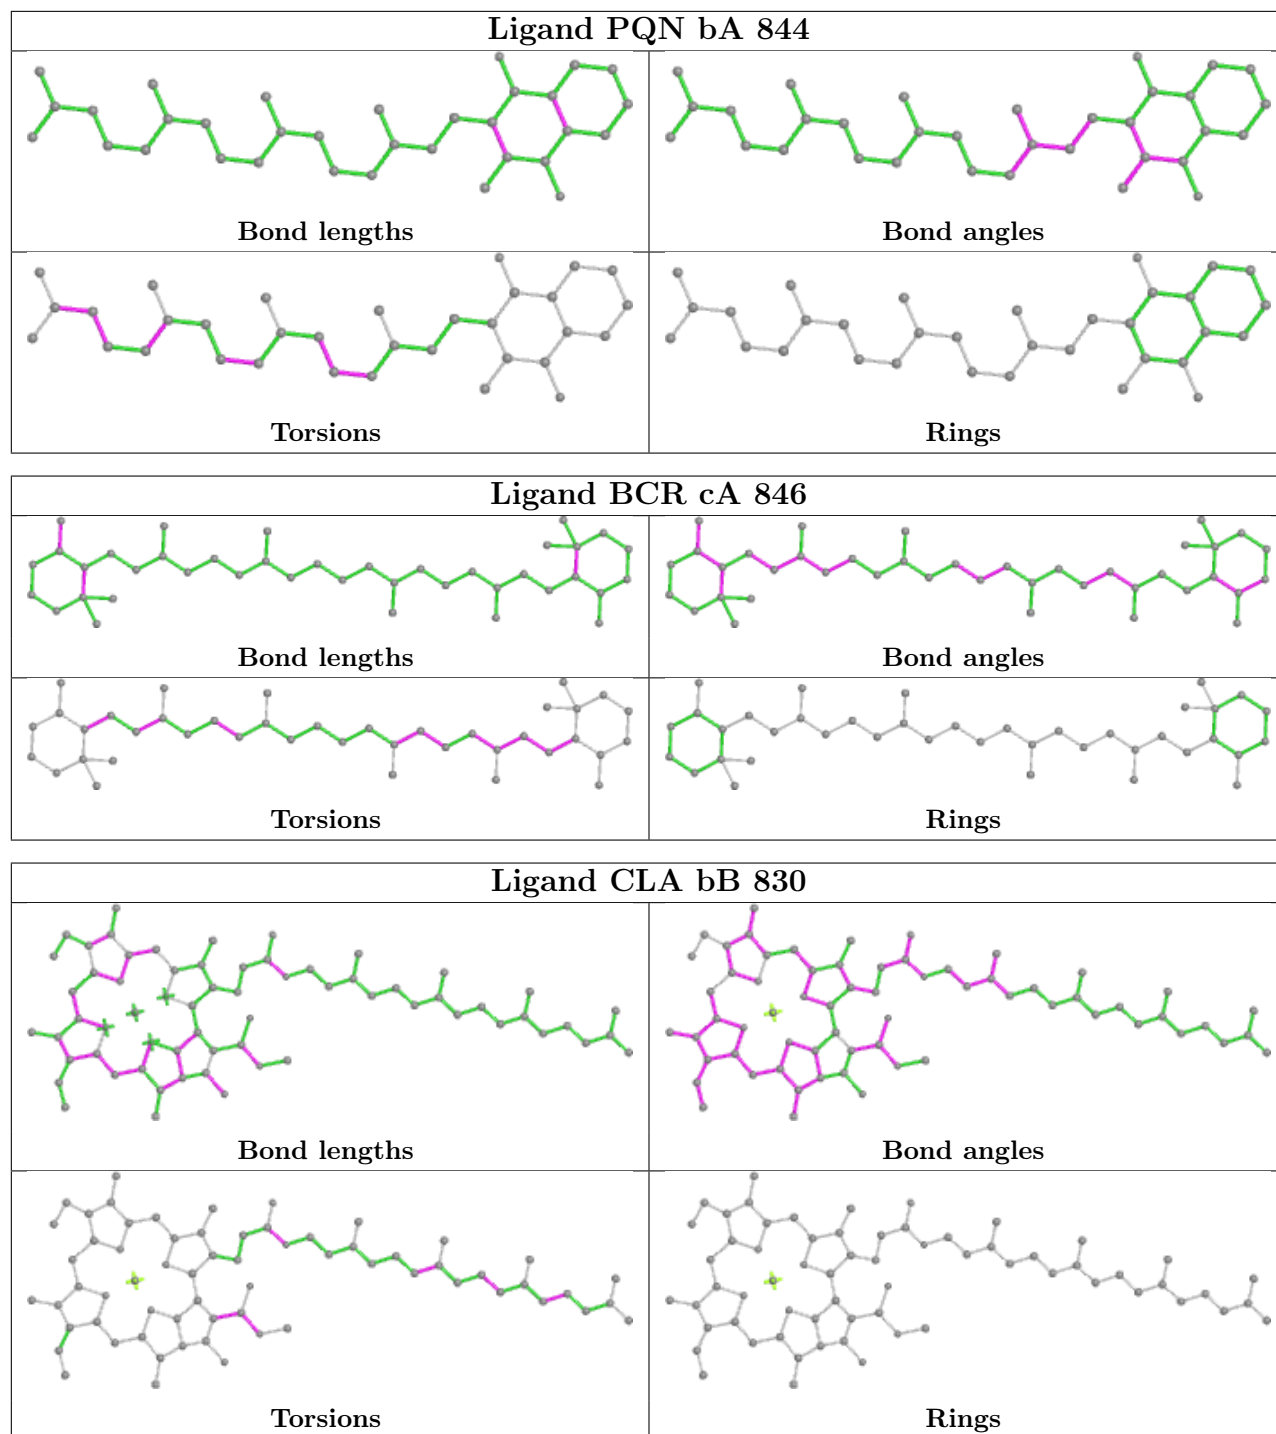 Ligand PQN bA 844
Bond lengths
Bond angles
Torsions
Rings
Ligand BCR cA 846
Bond lengths
Bond angles
Torsions
Rings
Ligand CLA bB 830
Bond lengths
Bond angles
Torsions
Rings